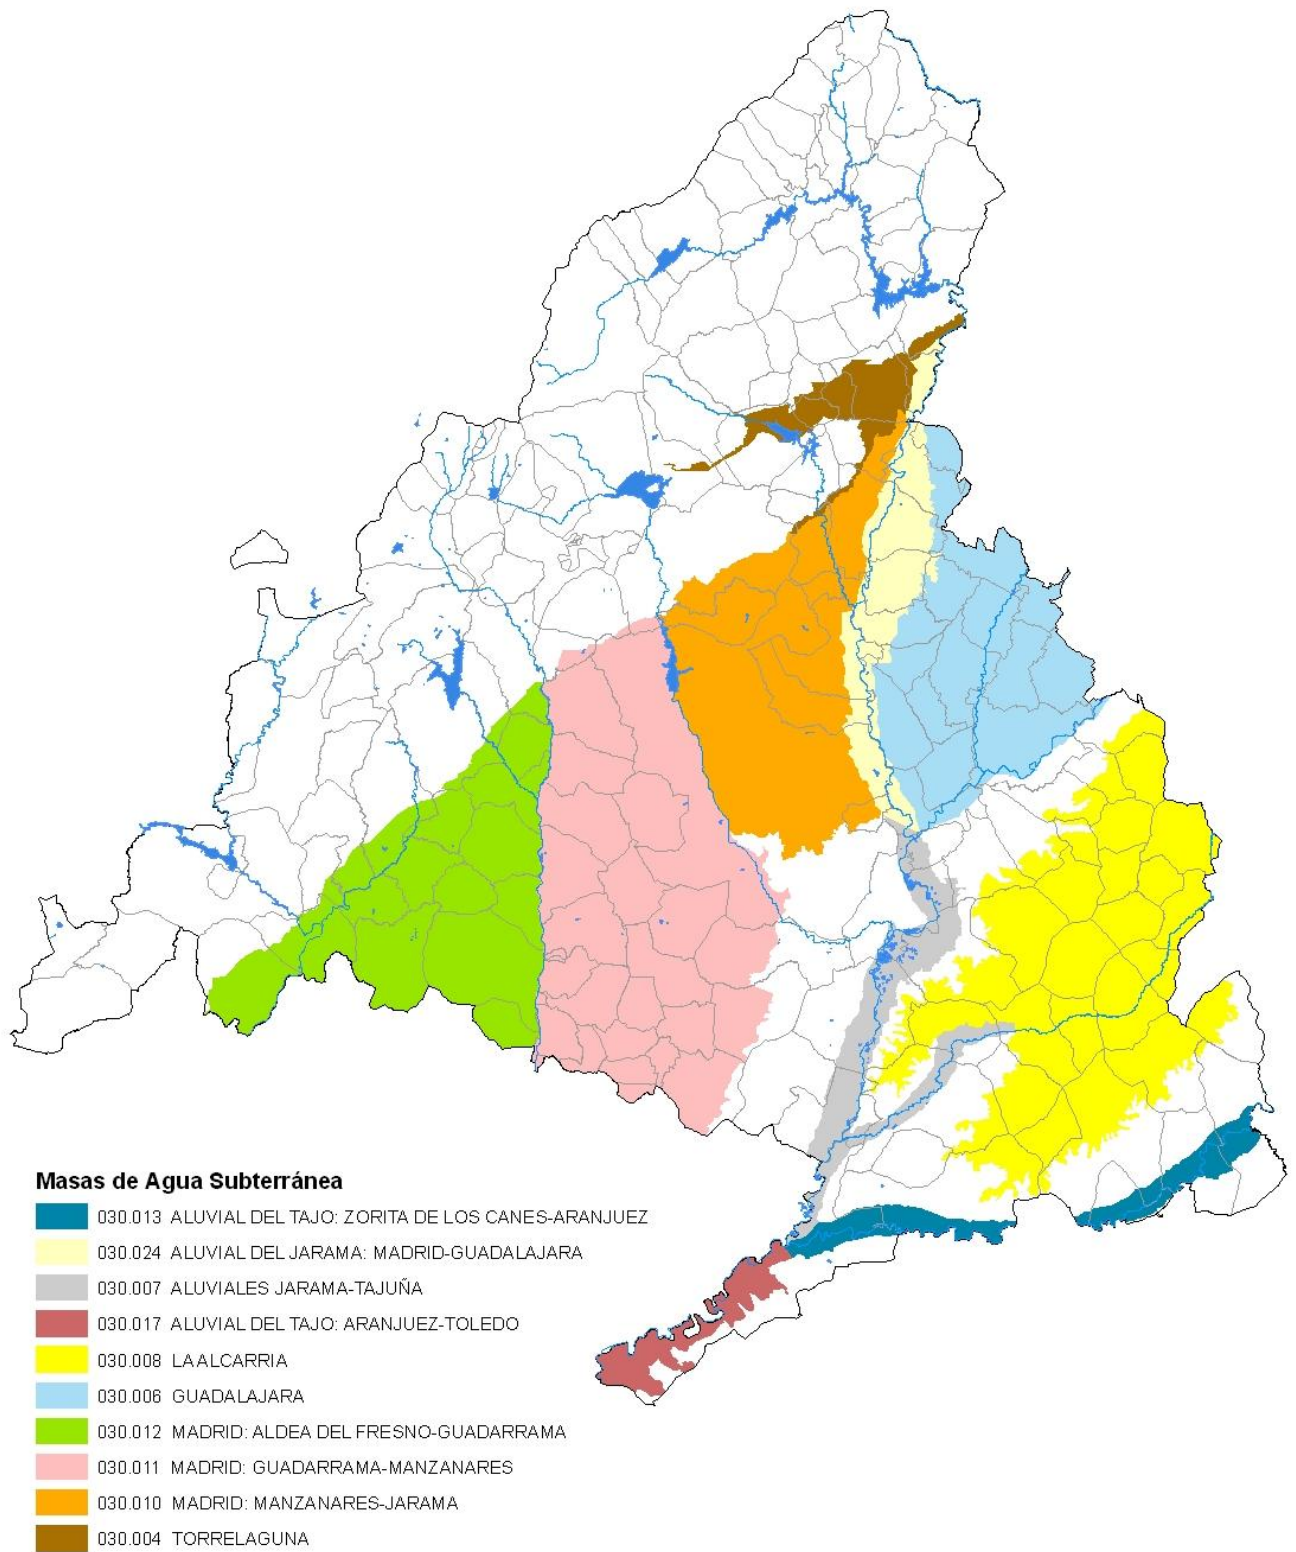 Masas de Agua Subterránea
030.013 ALUVIAL DEL TAJO: ZORITA DE LOS CANES-ARANJUEZ
030.024 ALUVIAL DEL JARAMA: MADRID-GUADALAJARA
030.007 ALUVIALES JARAMA-TAJUÑA
030.017 ALUVIAL DEL TAJO: ARANJUEZ-TOLEDO
030.008 LA ALCARRIA
030.006 GUADALAJARA
030.012 MADRID: ALDEA DEL FRESNO-GUADARRAMA
030.011 MADRID: GUADARRAMA-MANZANARES
030.010 MADRID: MANZANARES-JARAMA
030.004 TORRELAGUNA